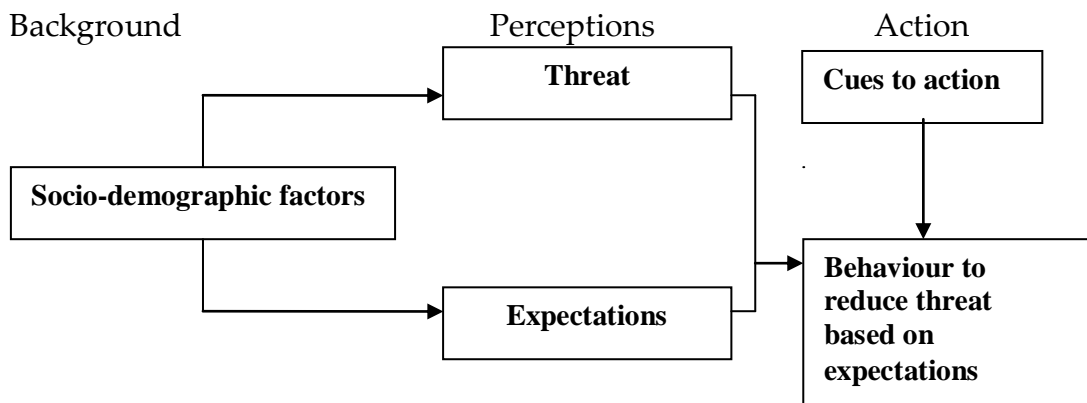 Background Perceptions Action
Threat
Cues to action
Socio-demographic factors
Expectations
Behaviour to
reduce threat
based on
expectations